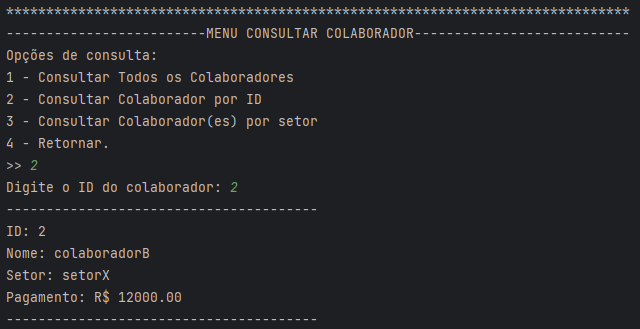 ******************************************************************************
-------------------------MENU CONSULTAR COLABORADOR---------------------------
Opções de consulta:
1 - Consultar Todos os Colaboradores
2 - Consultar Colaborador por ID
3 - Consultar Colaborador(es) por setor
4 - Retornar.
>> 2
Digite o ID do colaborador: 2
---------------------------------------
ID: 2
Nome: colaboradorB
Setor: setorX
Pagamento: R$ 12000.00
---------------------------------------